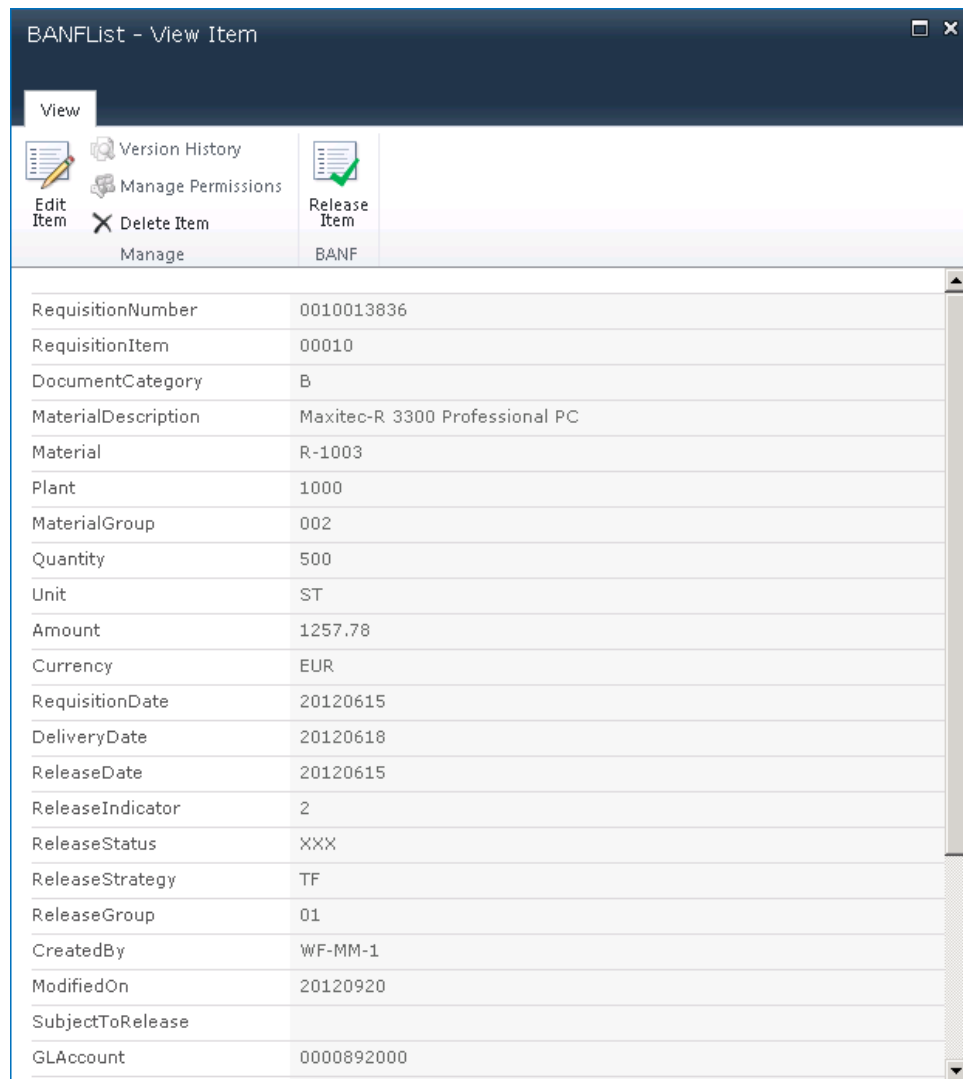 BANFList - View Item
View
Edit Item
Version History
Manage Permissions
Delete Item
Manage
Release Item
BANF
RequisitionNumber 0010013836
RequisitionItem 00010
DocumentCategory B
MaterialDescription Maxitec-R 3300 Professional PC
Material R-1003
Plant 1000
MaterialGroup 002
Quantity 500
Unit ST
Amount 1257.78
Currency EUR
RequisitionDate 20120615
DeliveryDate 20120618
ReleaseDate 20120615
ReleaseIndicator 2
ReleaseStatus XXX
ReleaseStrategy TF
ReleaseGroup 01
CreatedBy WF-MM-1
ModifiedOn 20120920
SubjectToRelease
GLAccount 0000892000